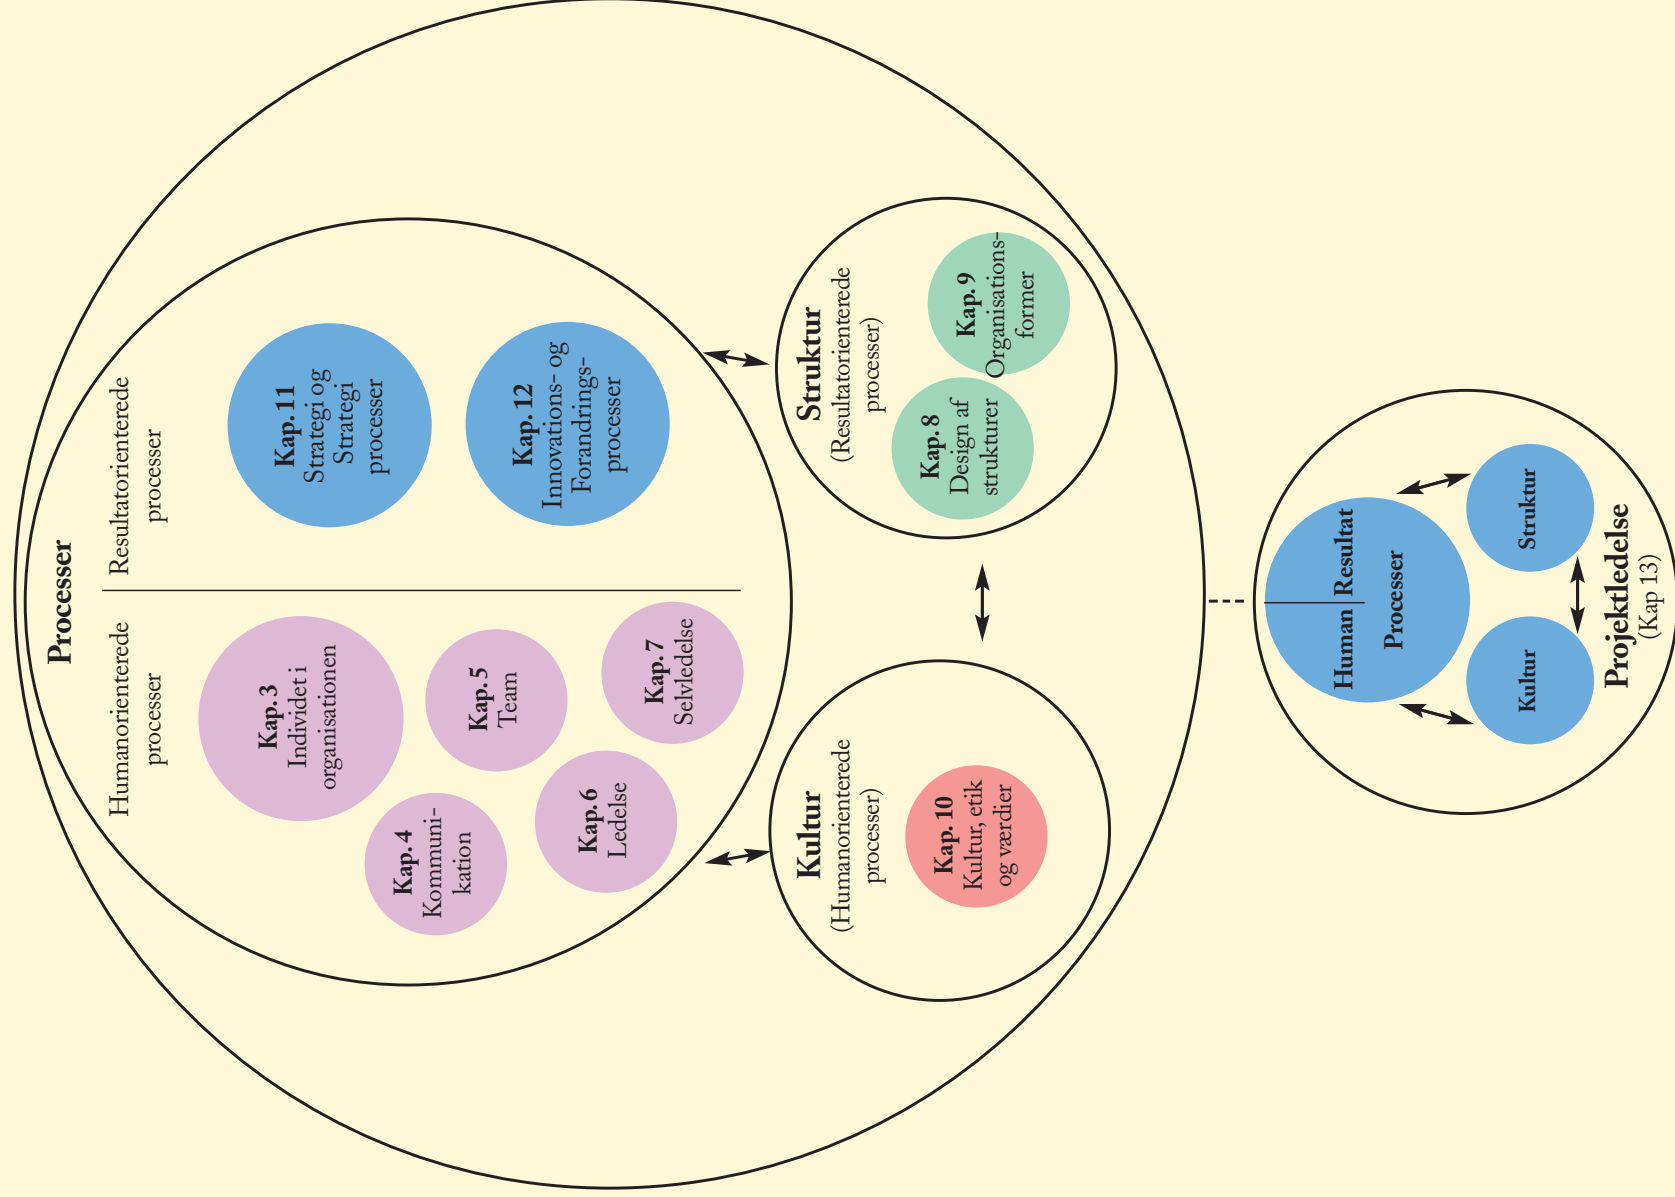 Processer
Humanorienterede
processer
Resultatorienterede
processer
Kap. 3
Individet i
organisationen
Kap. 4
Kommuni-
kation
Kap. 5
Team
Kap. 6
Ledelse
Kap. 7
Selvledelse
Kap. 11
Strategi og
Strategi
processer
Kap. 12
Innovations- og
Forandrings-
processer
Kultur
(Humanorienterede
processer)
Kap. 10
Kultur, etik
og værdier
Struktur
(Resultatorienterede
processer)
Kap. 8
Design af
strukturer
Kap. 9
Organisations-
former
Human Resultat
Processer
Kultur
Struktur
Projektledelse
(Kap 13)